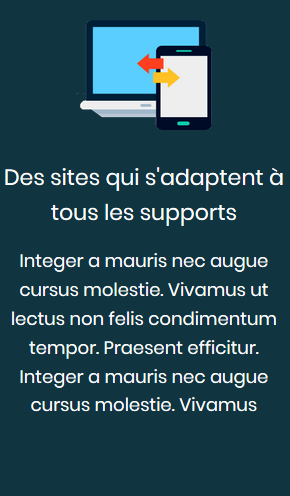 Des sites qui s'adaptent à
tous les supports
Integer a mauris nec augue
cursus molestie. Vivamus ut
lectus non felis condimentum
tempor. Praesent efficitur.
Integer a mauris nec augue
cursus molestie. Vivamus